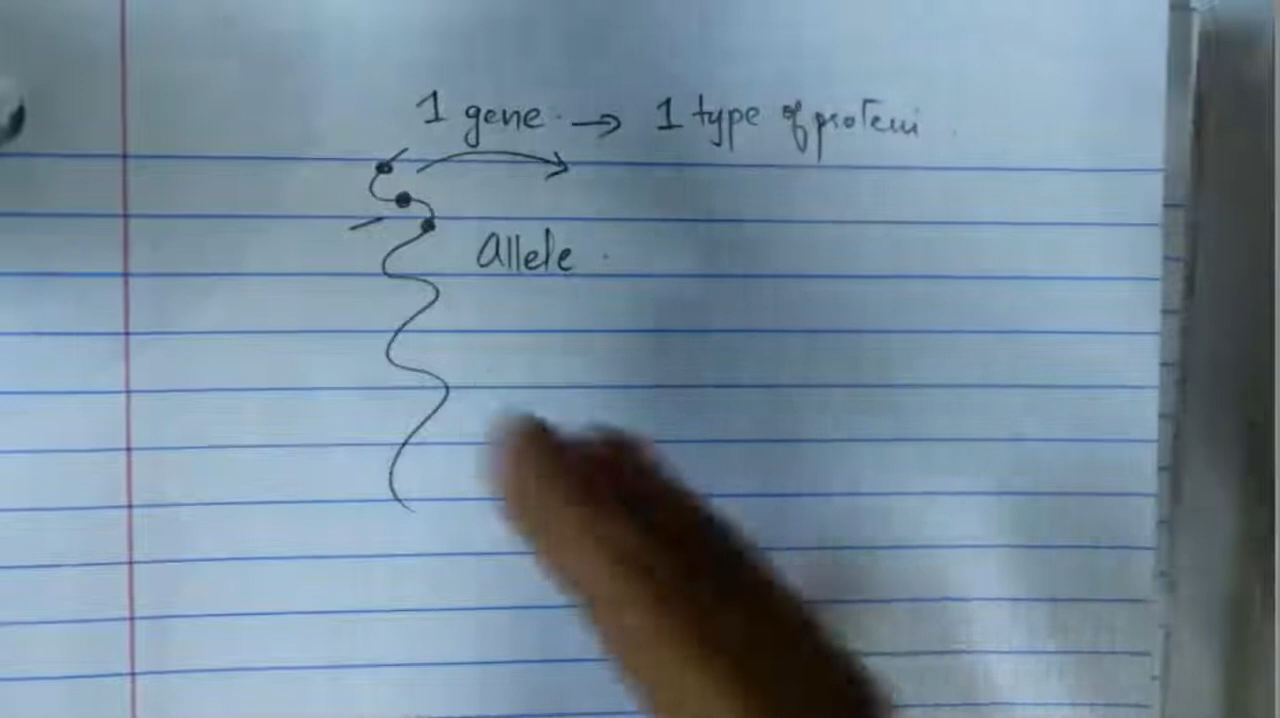 1 gene → 1 type of protein
Allele